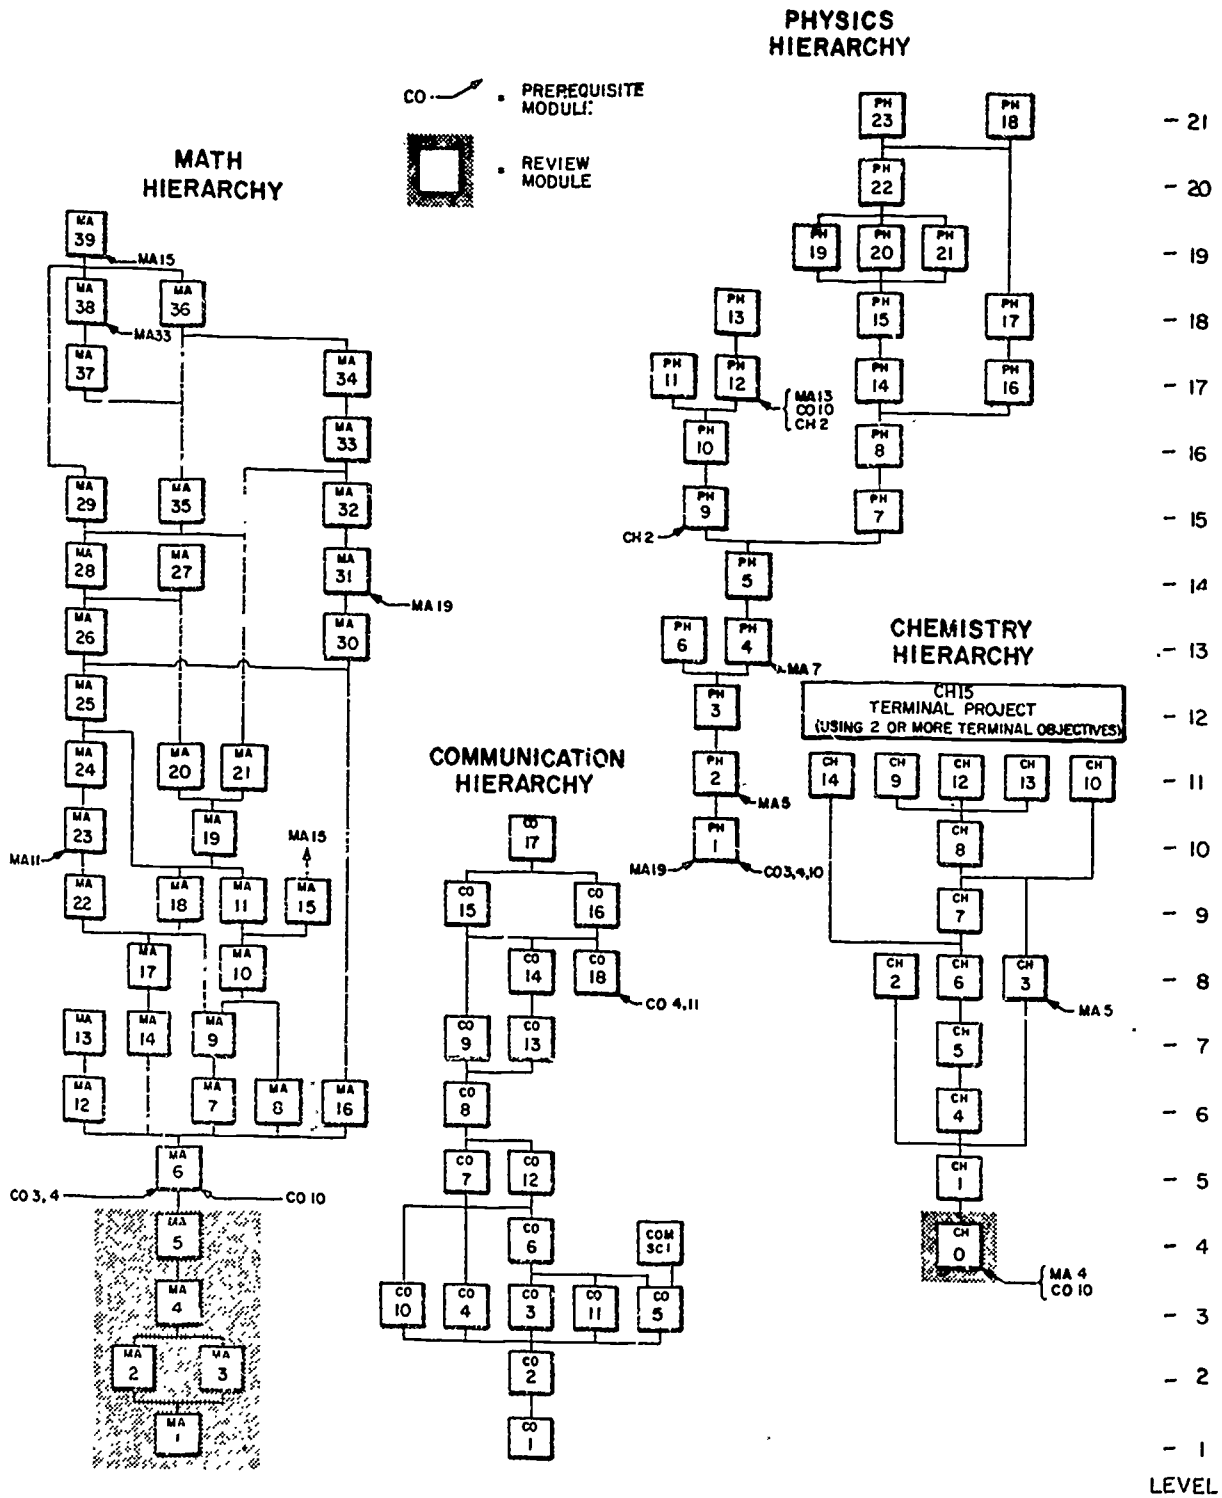 PHYSICS
HIERARCHY
CO = PREREQUISITE
MODULE
= REVIEW
MODULE
MATH
HIERARCHY
MA 39
MA15
MA 38
MA 36
MA33
MA 37
MA 34
MA 33
MA 29
MA 35
MA 32
MA 28
MA 27
MA 31
MA19
MA 26
MA 30
MA 25
MA 24
MA 20
MA 21
MA 23
MA 19
MA11
MA15
MA 22
MA 18
MA 11
MA 15
MA 17
MA 10
MA 13
MA 14
MA 9
MA 12
MA 7
MA 8
MA 16
MA 6
CO 3,4
CO 10
MA 5
MA 4
MA 2
MA 3
MA 1
COMMUNICATION
HIERARCHY
CO 17
CO 15
CO 16
CO 14
CO 18
CO 4,11
CO 9
CO 13
CO 8
CO 7
CO 12
CO 6
COM SCI
CO 10
CO 4
CO 3
CO 11
CO 5
CO 2
CO 1
PH 23
PH 18
PH 22
PH 19
PH 20
PH 21
PH 13
PH 15
PH 17
PH 11
PH 12
PH 14
PH 16
MA13
CO10
CH2
PH 10
PH 8
PH 9
PH 7
CH 2
PH 5
PH 6
PH 4
MA7
PH 3
PH 2
MA5
PH 1
MA19
CO3,4,10
CHEMISTRY
HIERARCHY
CH15
TERMINAL PROJECT
(USING 2 OR MORE TERMINAL OBJECTIVES)
CH 14
CH 9
CH 12
CH 13
CH 10
CH 8
CH 7
CH 2
CH 6
CH 3
MA 5
CH 5
CH 4
CH 1
CH 0
MA 4
CO 10
- 21
- 20
- 19
- 18
- 17
- 16
- 15
- 14
- 13
- 12
- 11
- 10
- 9
- 8
- 7
- 6
- 5
- 4
- 3
- 2
- 1
LEVEL